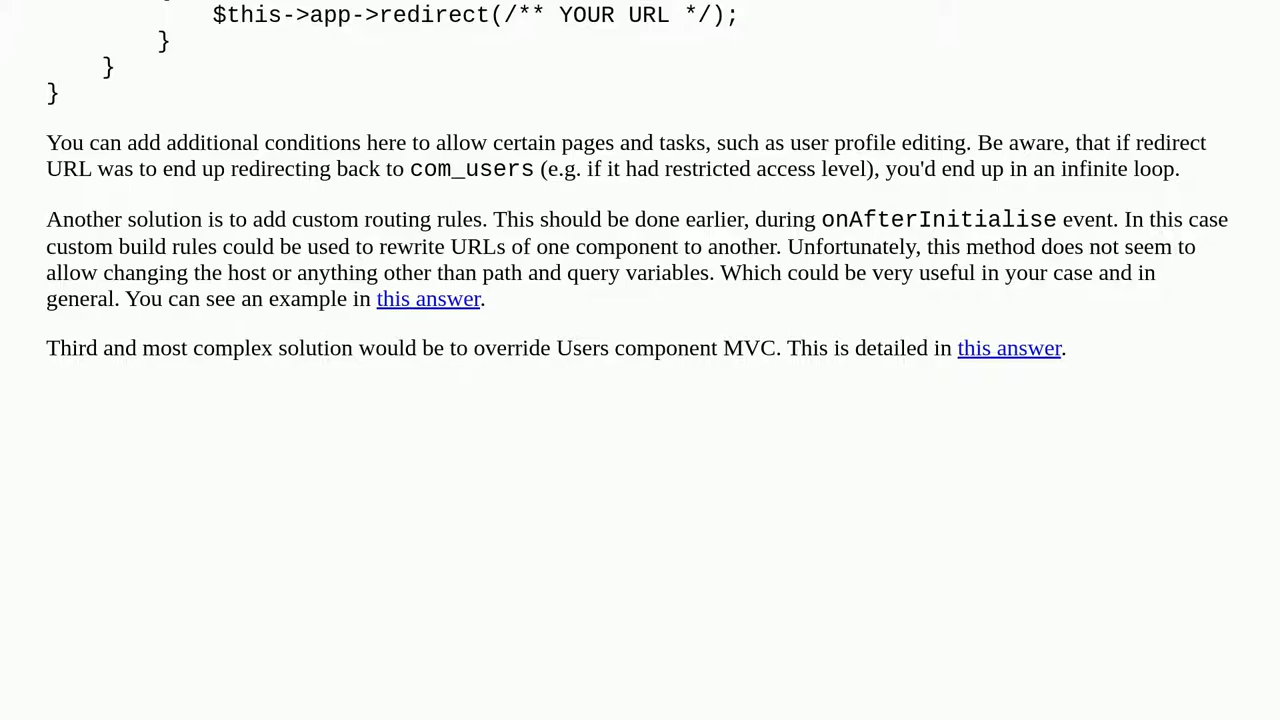 $this->app->redirect(/** YOUR URL */);
}
}
}
You can add additional conditions here to allow certain pages and tasks, such as user profile editing. Be aware, that if redirect
URL was to end up redirecting back to com_users (e.g. if it had restricted access level), you'd end up in an infinite loop.
Another solution is to add custom routing rules. This should be done earlier, during onAfterInitialise event. In this case
custom build rules could be used to rewrite URLs of one component to another. Unfortunately, this method does not seem to
allow changing the host or anything other than path and query variables. Which could be very useful in your case and in
general. You can see an example in this answer.
Third and most complex solution would be to override Users component MVC. This is detailed in this answer.